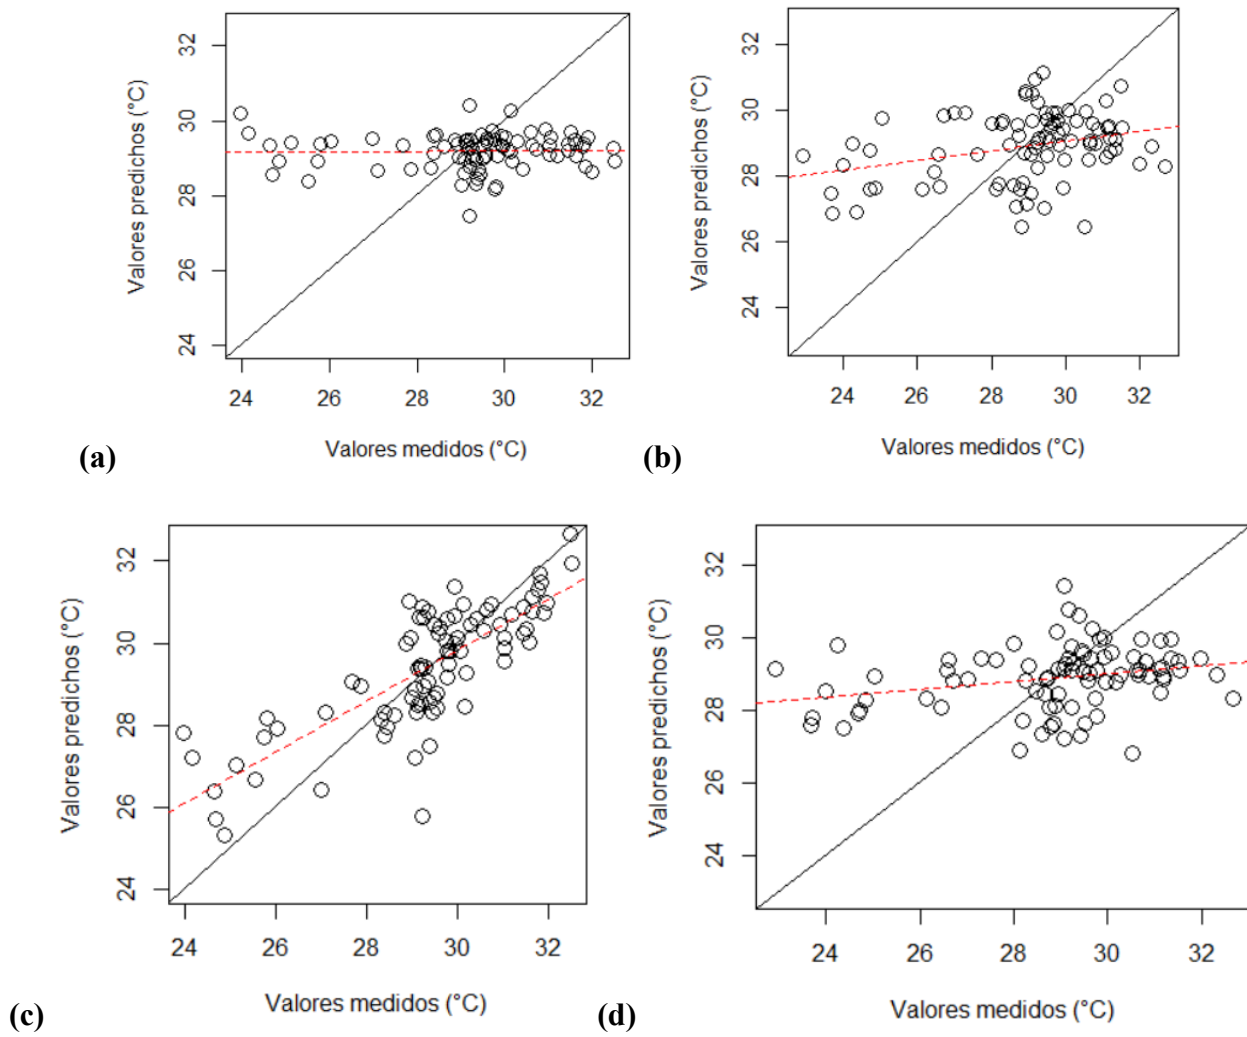 32
30
28
26
24
Valores predichos (°C)
24 26 28 30 32
Valores medidos (°C)
(a)
32
30
28
26
24
Valores predichos (°C)
24 26 28 30 32
Valores medidos (°C)
(b)
32
30
28
26
24
Valores predichos (°C)
24 26 28 30 32
Valores medidos (°C)
(c)
32
30
28
26
24
Valores predichos (°C)
24 26 28 30 32
Valores medidos (°C)
(d)